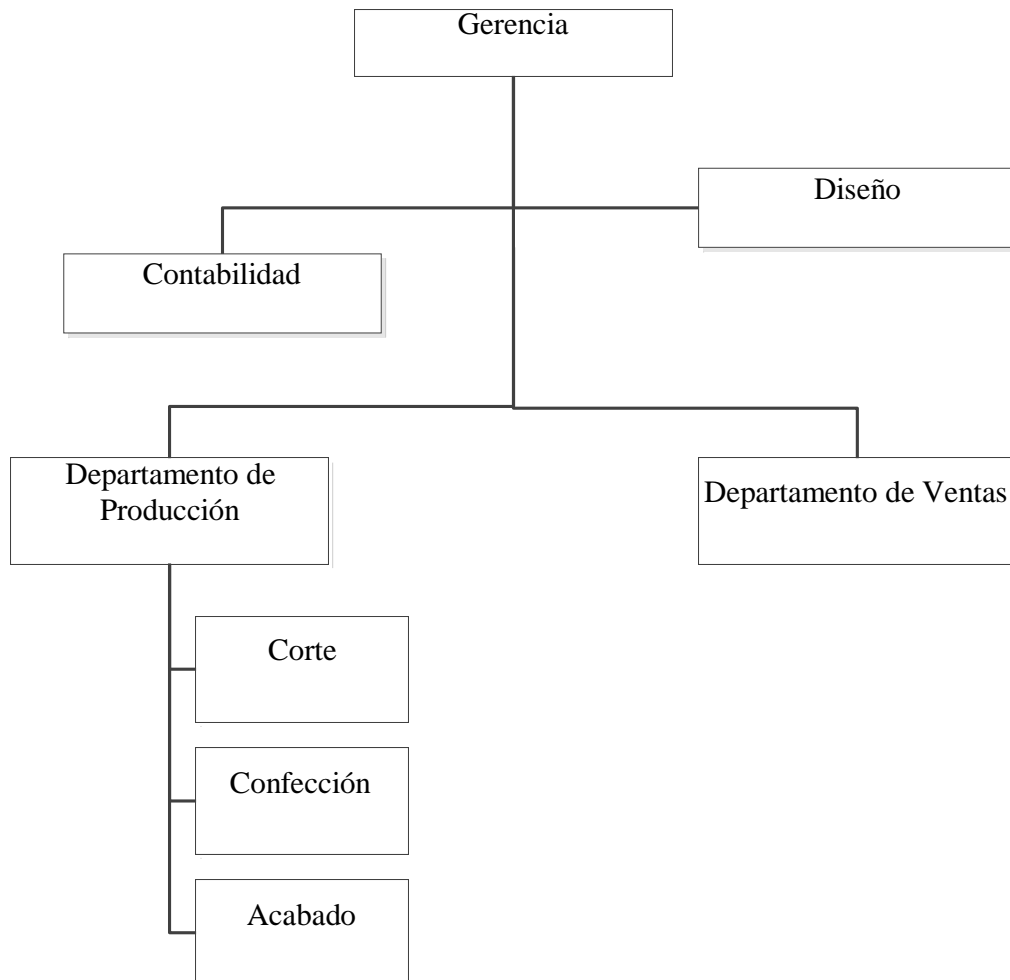 Gerencia
Diseño
Contabilidad
Departamento de
Producción
Departamento de Ventas
Corte
Confección
Acabado